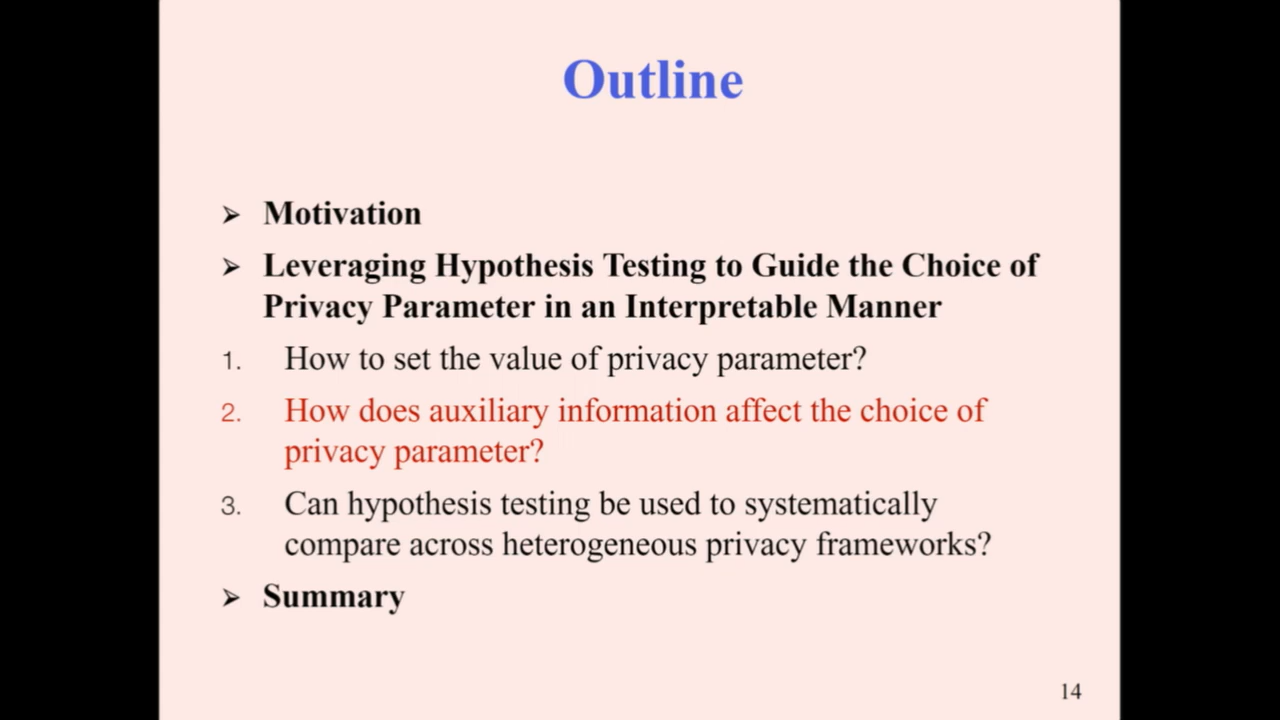 Outline
➢ Motivation
➢ Leveraging Hypothesis Testing to Guide the Choice of
Privacy Parameter in an Interpretable Manner
1. How to set the value of privacy parameter?
2. How does auxiliary information affect the choice of
privacy parameter?
3. Can hypothesis testing be used to systematically
compare across heterogeneous privacy frameworks?
➢ Summary
14